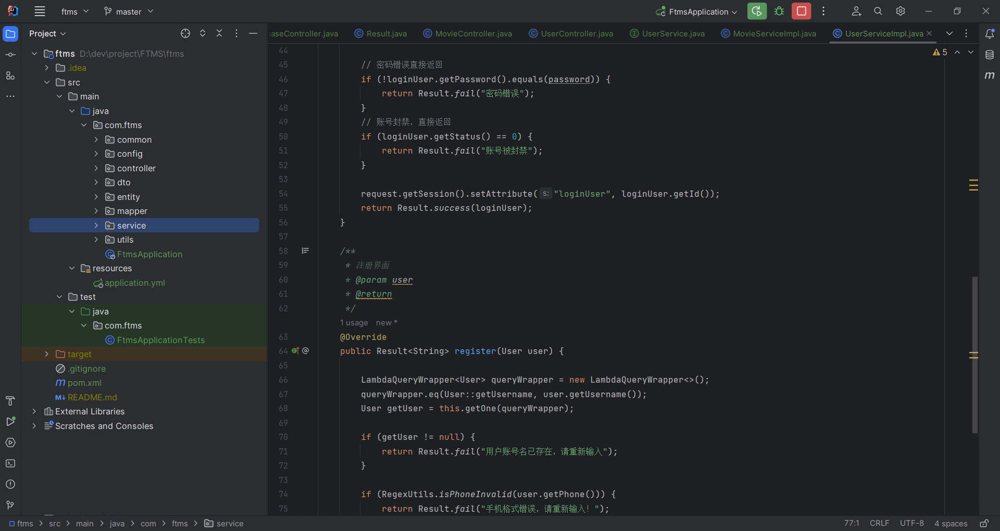 ftms
master
FtmsApplication
Project
aseController.java
Result.java
MovieController.java
UserController.java
UserService.java
MovieServiceImpl.java
UserServiceImpl.java
ftms D:\dev\project\FTMS\ftms
.idea
src
main
java
com.ftms
common
config
controller
dto
entity
mapper
service
utils
FtmsApplication
resources
application.yml
test
java
com.ftms
FtmsApplicationTests
target
.gitignore
pom.xml
README.md
External Libraries
Scratches and Consoles
5
44
45 // 密码错误直接返回
46 if (!loginUser.getPassword().equals(password)) {
47 return Result.fail("密码错误");
48 }
49 // 账号封禁，直接返回
50 if (loginUser.getStatus() == 0) {
51 return Result.fail("账号被封禁");
52 }
53
54 request.getSession().setAttribute( s: "loginUser", loginUser.getId());
55 return Result.success(loginUser);
56 }
57
58 /**
59 * 注册界面
60 * @param user
61 * @return
62 */
1 usage new *
63 @Override
64 public Result<String> register(User user) {
65
66 LambdaQueryWrapper<User> queryWrapper = new LambdaQueryWrapper<>();
67 queryWrapper.eq(User::getUsername, user.getUsername());
68 User getUser = this.getOne(queryWrapper);
69
70 if (getUser != null) {
71 return Result.fail("用户账号名已存在，请重新输入");
72 }
73
74 if (RegexUtils.isPhoneInvalid(user.getPhone())) {
75 return Result.fail("手机格式错误，请重新输入！");
ftms > src > main > java > com > ftms > service
77:1 CRLF UTF-8 4 spaces